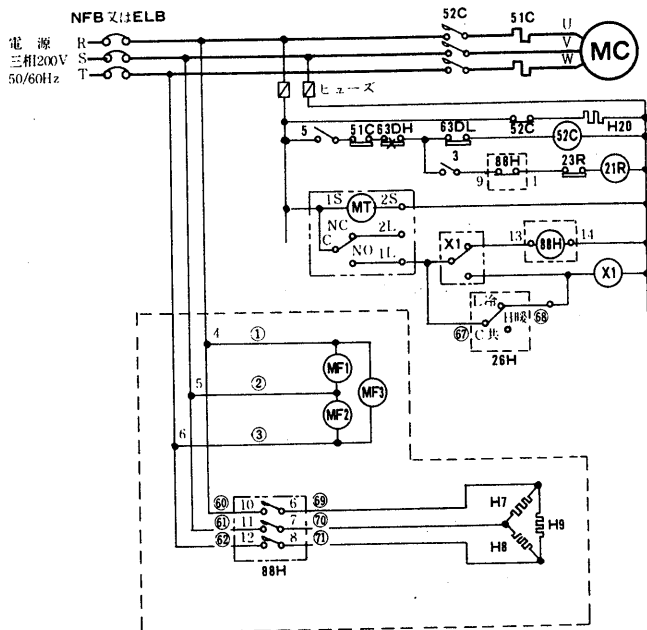 NFB又はELB
電 源
三相200V
50/60Hz
R
S
T
52C
51C
U
V
W
MC
ヒューズ
52C
H20
5
51C
63DH
63DL
52C
3
88H
9
1
23R
21R
1S
MT
2S
NC
2L
C
NO
1L
X1
13
88H
14
X1
L冷
H暖
C共
67
68
26H
4
①
MF1
5
②
MF3
MF2
6
③
60
10
6
69
61
11
7
70
62
12
8
71
88H
H7
H9
H8